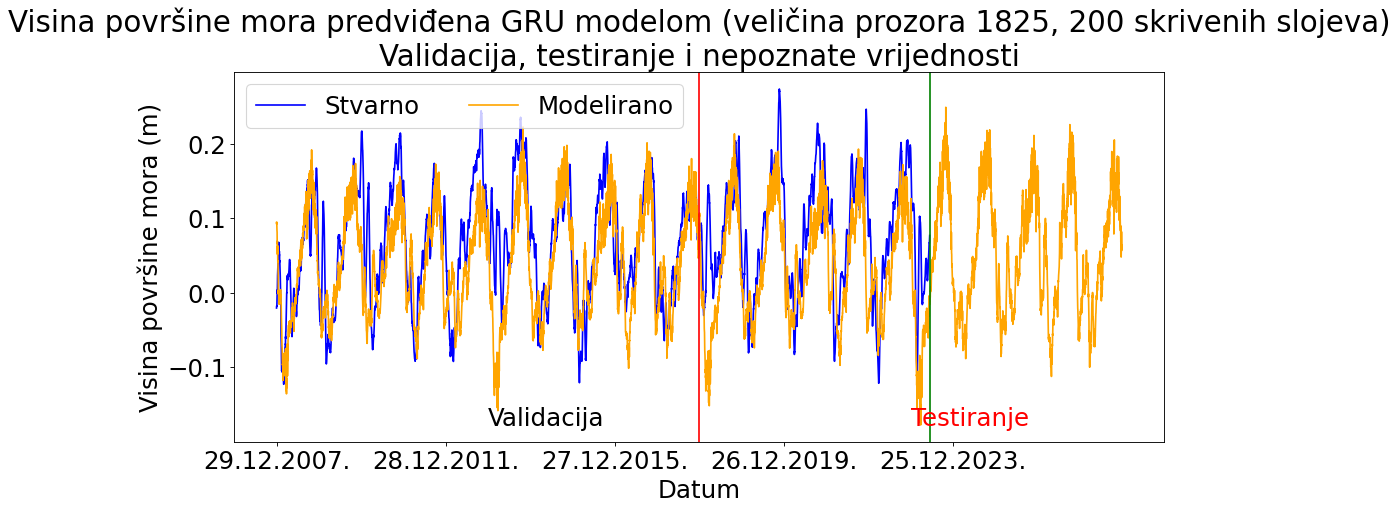 Visina površine mora predviđena GRU modelom (veličina prozora 1825, 200 skrivenih slojeva)
Validacija, testiranje i nepoznate vrijednosti
Stvarno Modelirano
Visina površine mora (m)
0.2
0.1
0.0
−0.1
Validacija Testiranje
29.12.2007. 28.12.2011. 27.12.2015. 26.12.2019. 25.12.2023.
Datum